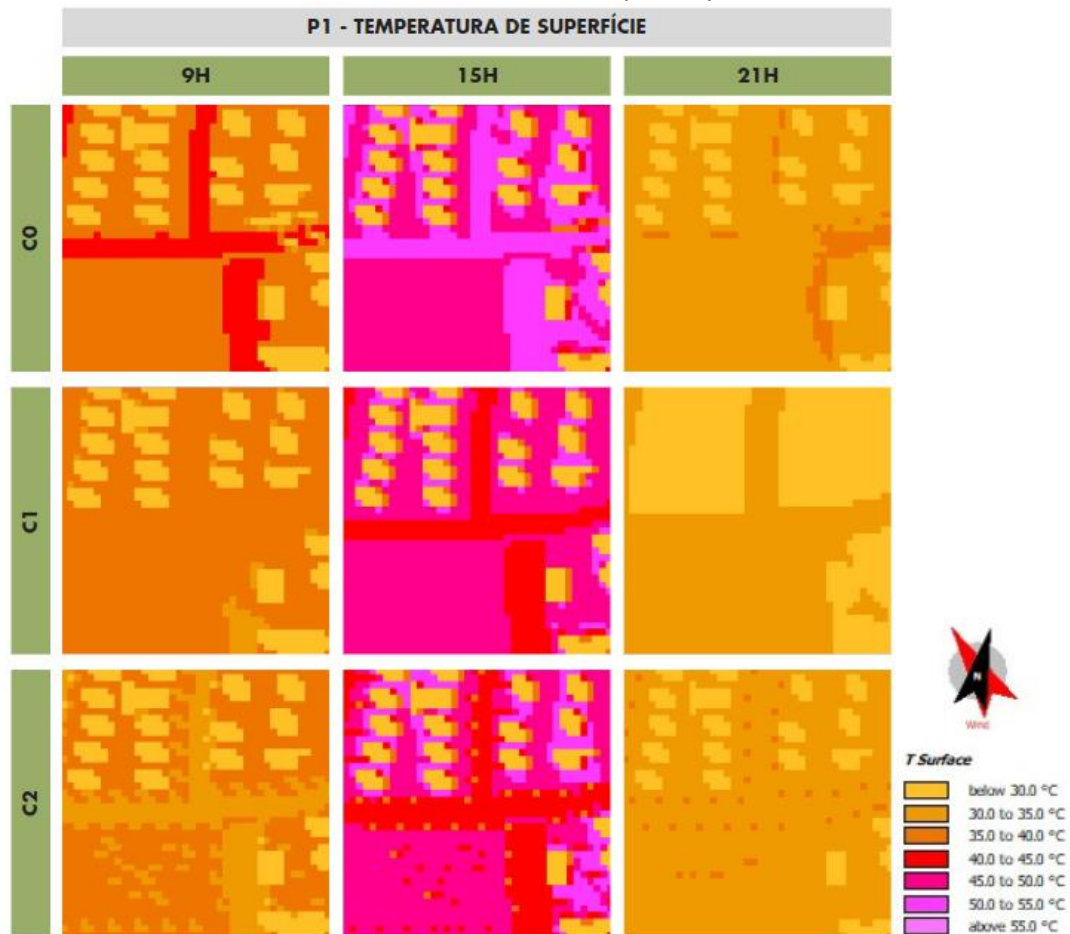 P1 - TEMPERATURA DE SUPERFÍCIE
9H
15H
21H
C0
C1
C2
N
Wind
T Surface
below 30.0 °C
30.0 to 35.0 °C
35.0 to 40.0 °C
40.0 to 45.0 °C
45.0 to 50.0 °C
50.0 to 55.0 °C
above 55.0 °C